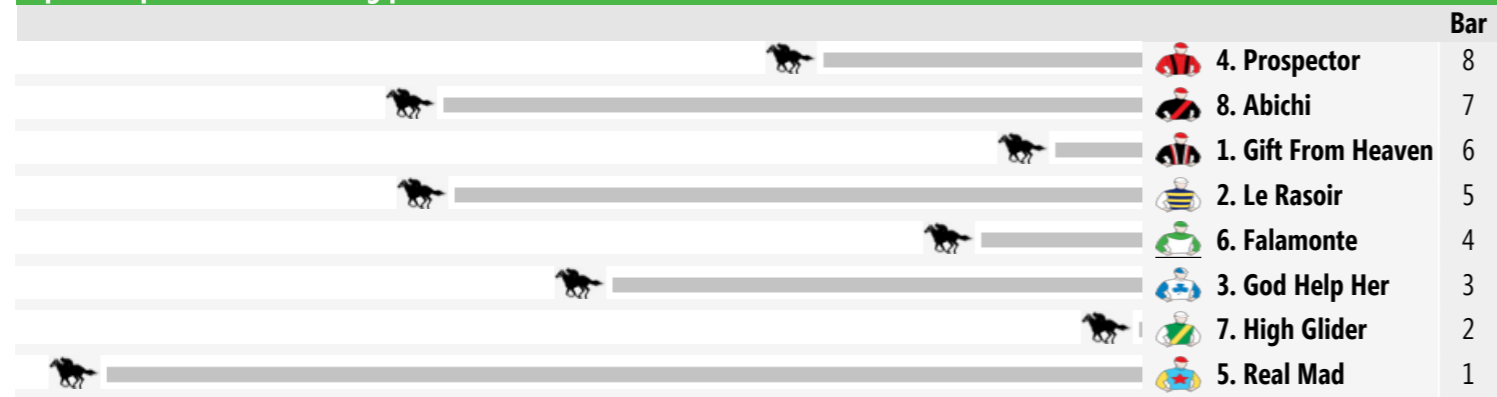 Bar
4. Prospector 8
8. Abichi 7
1. Gift From Heaven 6
2. Le Rasoir 5
6. Falamonte 4
3. God Help Her 3
7. High Glider 2
5. Real Mad 1